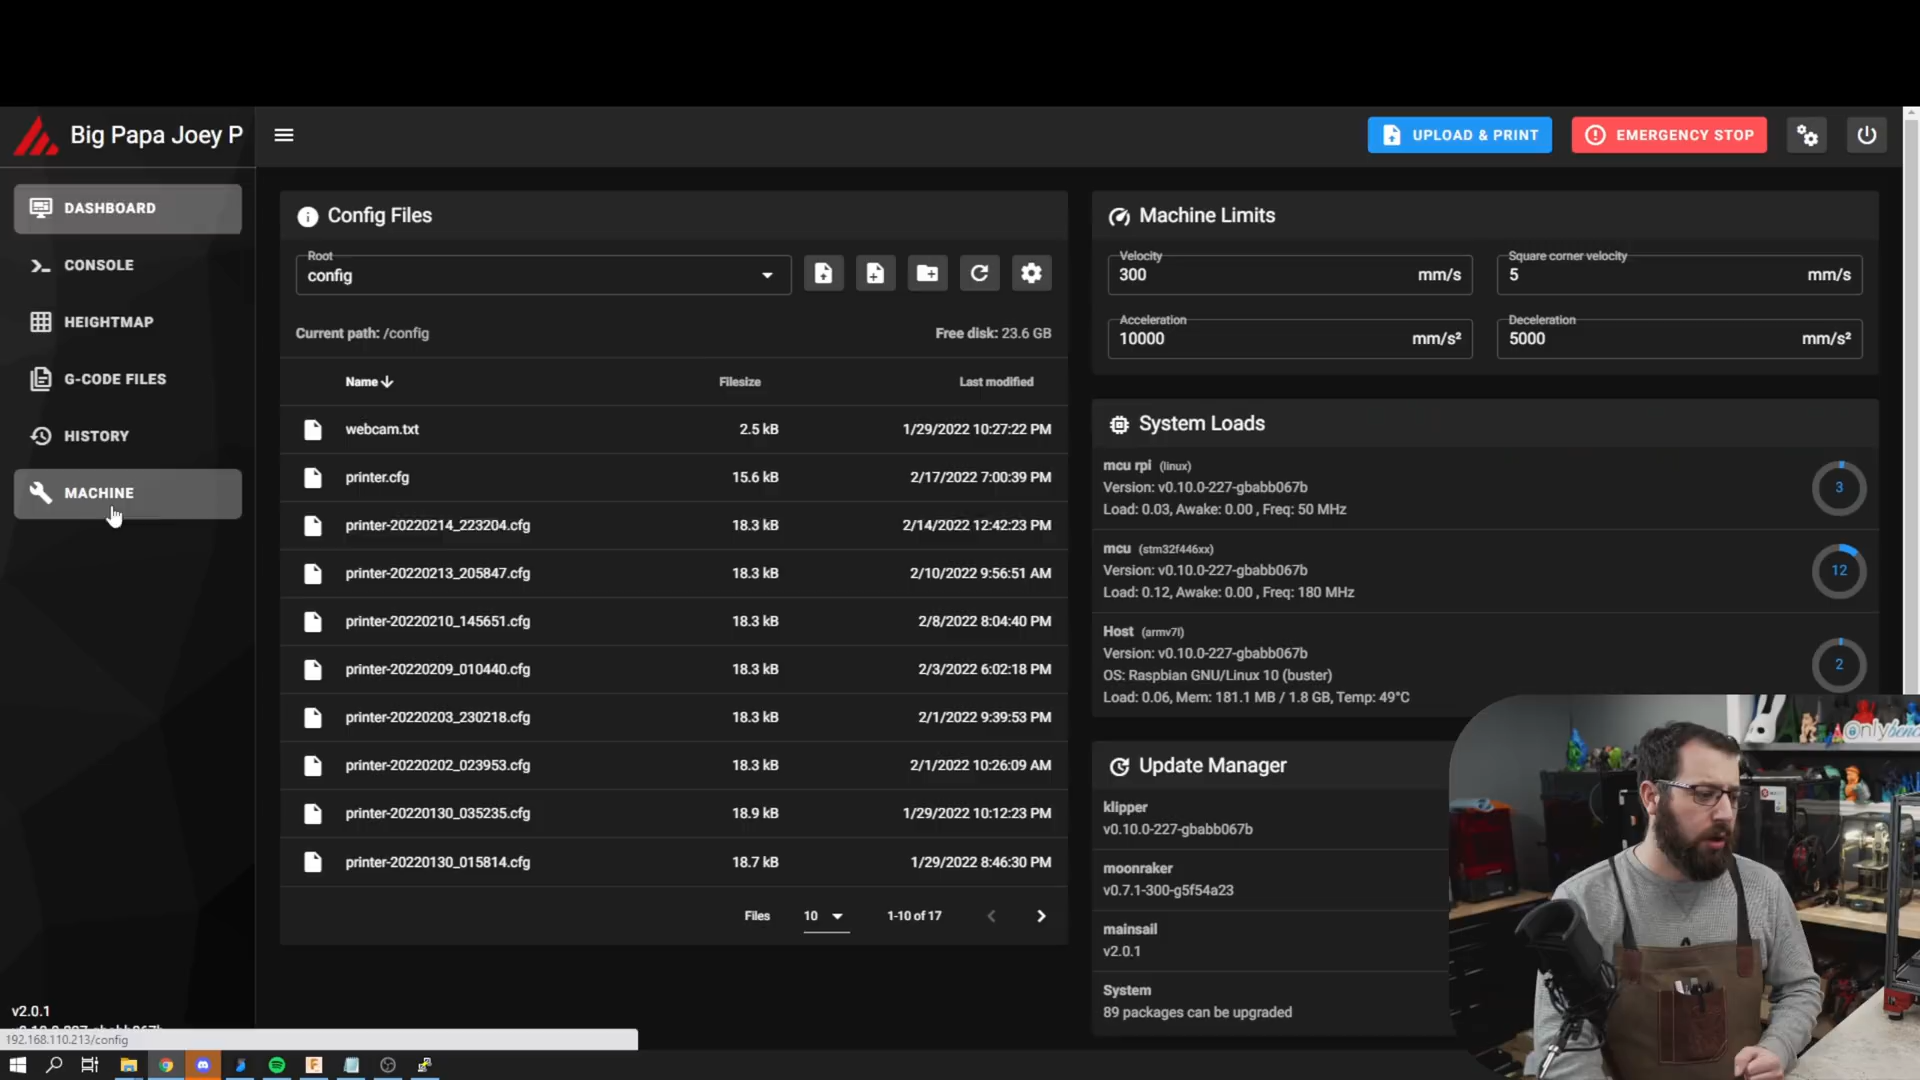 Big Papa Joey P
UPLOAD & PRINT
EMERGENCY STOP
DASHBOARD
CONSOLE
HEIGHTMAP
G-CODE FILES
HISTORY
MACHINE
Config Files
Root
config
Current path: /config
Free disk: 23.6 GB
Name Filesize Last modified
webcam.txt 2.5 kB 1/29/2022 10:27:22 PM
printer.cfg 15.6 kB 2/17/2022 7:00:39 PM
printer-20220214_223204.cfg 18.3 kB 2/14/2022 12:42:23 PM
printer-20220213_205847.cfg 18.3 kB 2/10/2022 9:56:51 AM
printer-20220210_145651.cfg 18.3 kB 2/8/2022 8:04:40 PM
printer-20220209_010440.cfg 18.3 kB 2/3/2022 6:02:18 PM
printer-20220203_230218.cfg 18.3 kB 2/1/2022 9:39:53 PM
printer-20220202_023953.cfg 18.3 kB 2/1/2022 10:26:09 AM
printer-20220130_035235.cfg 18.9 kB 1/29/2022 10:12:23 PM
printer-20220130_015814.cfg 18.7 kB 1/29/2022 8:46:30 PM
Files 10 1-10 of 17
Machine Limits
Velocity
300 mm/s
Square corner velocity
5 mm/s
Acceleration
10000 mm/s²
Deceleration
5000 mm/s²
System Loads
mcu rpi (linux)
Version: v0.10.0-227-gbabb067b
Load: 0.03, Awake: 0.00 , Freq: 50 MHz
3
mcu (stm32f446xx)
Version: v0.10.0-227-gbabb067b
Load: 0.12, Awake: 0.00 , Freq: 180 MHz
12
Host (armv7l)
Version: v0.10.0-227-gbabb067b
OS: Raspbian GNU/Linux 10 (buster)
Load: 0.06, Mem: 181.1 MB / 1.8 GB, Temp: 49°C
2
Update Manager
klipper
v0.10.0-227-gbabb067b
moonraker
v0.7.1-300-g5f54a23
mainsail
v2.0.1
System
89 packages can be upgraded
v2.0.1
192.168.110.213/config